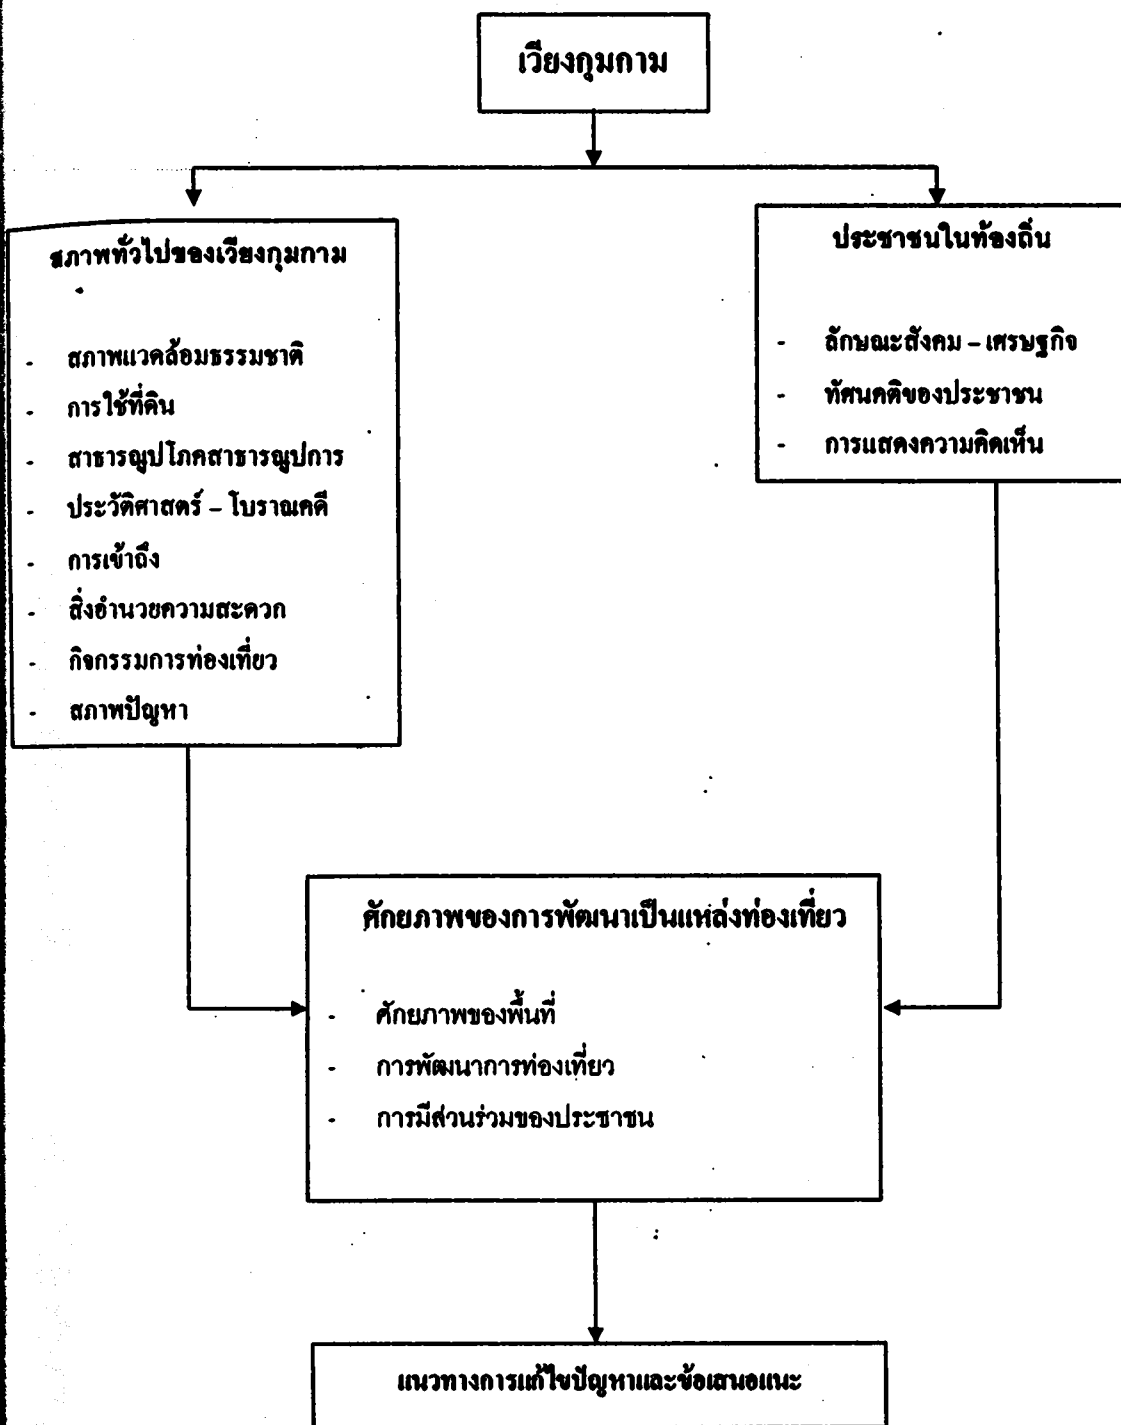 เวียงกุมกาม
สภาพทั่วไปของเวียงกุมกาม
- สภาพแวดล้อมธรรมชาติ
- การใช้ที่ดิน
- สาธารณูปโภคสาธารณูปการ
- ประวัติศาสตร์ – โบราณคดี
- การเข้าถึง
- สิ่งอำนวยความสะดวก
- กิจกรรมการท่องเที่ยว
- สภาพปัญหา
ประชาชนในท้องถิ่น
- ลักษณะสังคม – เศรษฐกิจ
- ทัศนคติของประชาชน
- การแสดงความคิดเห็น
ศักยภาพของการพัฒนาเป็นแหล่งท่องเที่ยว
- ศักยภาพของพื้นที่
- การพัฒนาการท่องเที่ยว
- การมีส่วนร่วมของประชาชน
แนวทางการแก้ไขปัญหาและข้อเสนอแนะ